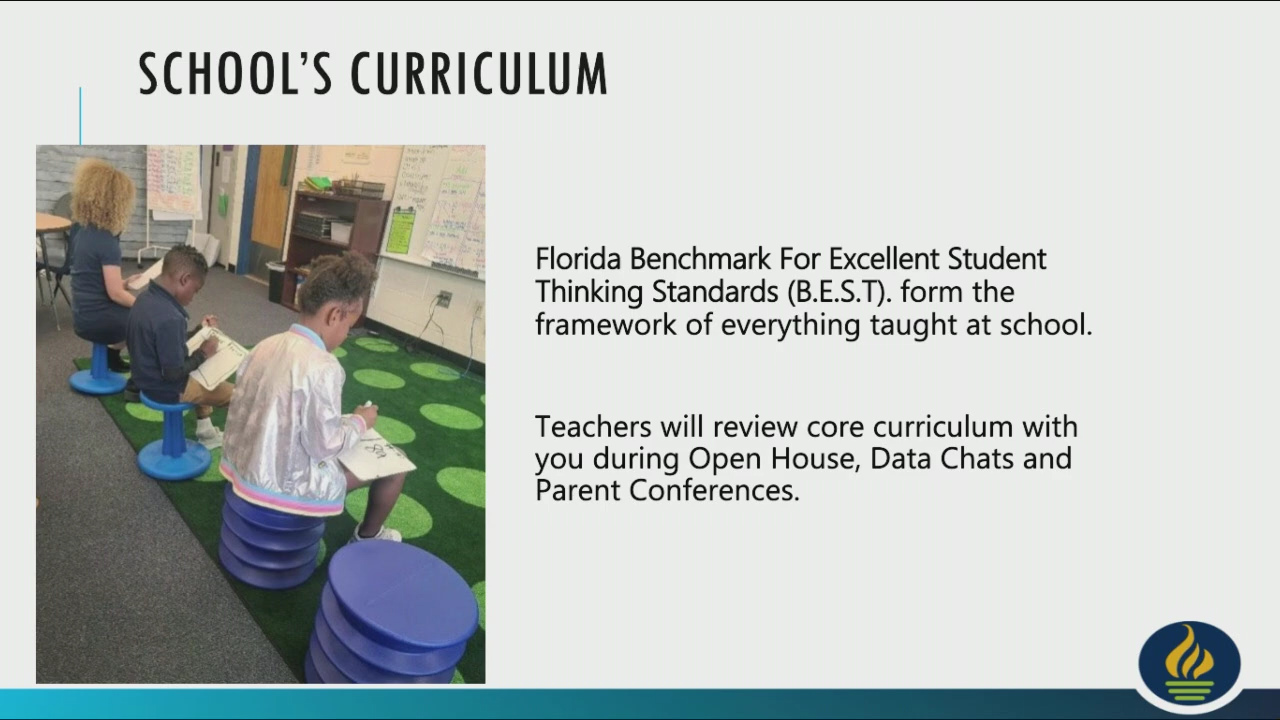 SCHOOL’S CURRICULUM
Florida Benchmark For Excellent Student
Thinking Standards (B.E.S.T). form the
framework of everything taught at school.
Teachers will review core curriculum with
you during Open House, Data Chats and
Parent Conferences.